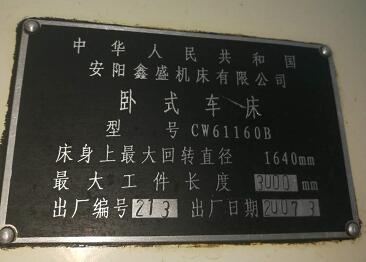 中华人民共和国
安阳鑫盛机床有限公司
卧式车床
型号 CW61160B
床身上最大回转直径 1640mm
最大工件长度 3000 mm
出厂编号 213 出厂日期 2007 3